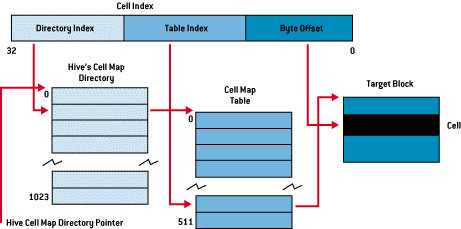 Cell Index
Directory Index
Table Index
Byte Offset
32
0
Hive's Cell Map
Directory
Cell Map
Table
Target Block
0
0
Cell
1023
511
Hive Cell Map Directory Pointer